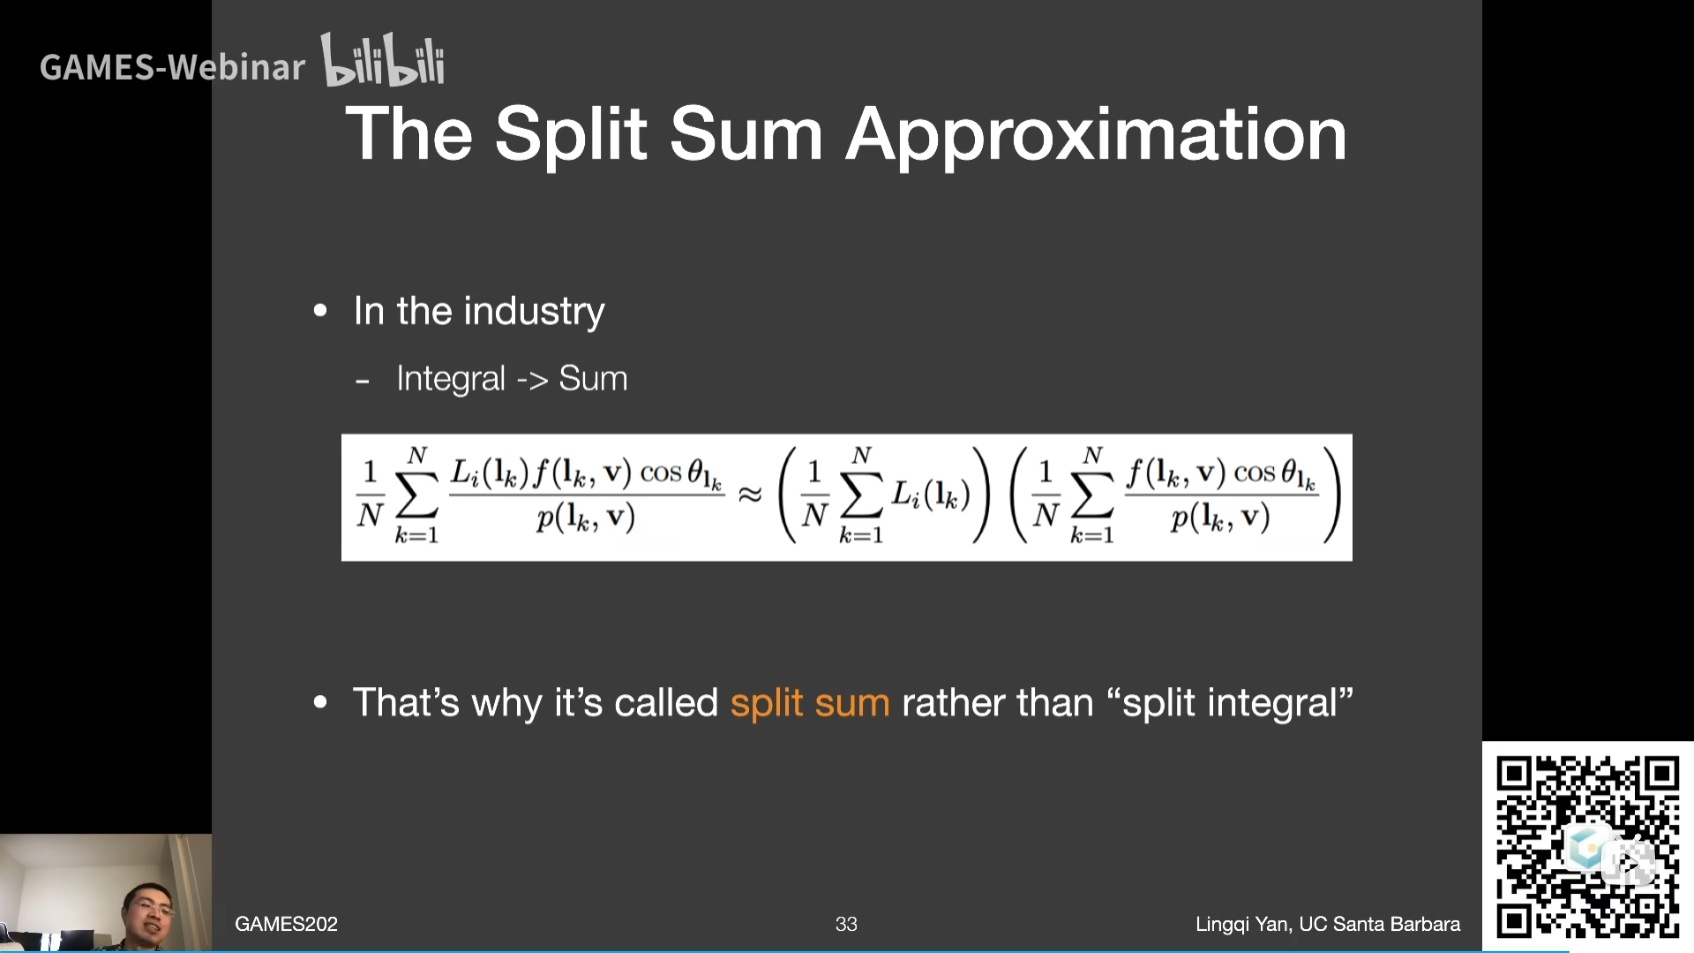 GAMES-Webinar bilibili
The Split Sum Approximation
• In the industry
- Integral -> Sum
\frac{1}{N} \sum_{k=1}^{N} \frac{L_i(\mathbf{l}_k) f(\mathbf{l}_k, \mathbf{v}) \cos\theta_{\mathbf{l}_k}}{p(\mathbf{l}_k, \mathbf{v})} \approx \left( \frac{1}{N} \sum_{k=1}^{N} L_i(\mathbf{l}_k) \right) \left( \frac{1}{N} \sum_{k=1}^{N} \frac{f(\mathbf{l}_k, \mathbf{v}) \cos\theta_{\mathbf{l}_k}}{p(\mathbf{l}_k, \mathbf{v})} \right)
• That’s why it’s called split sum rather than “split integral”
GAMES202
33
Lingqi Yan, UC Santa Barbara